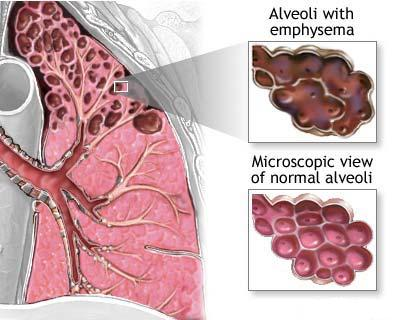 Alveoli with
emphysema
Microscopic view
of normal alveoli